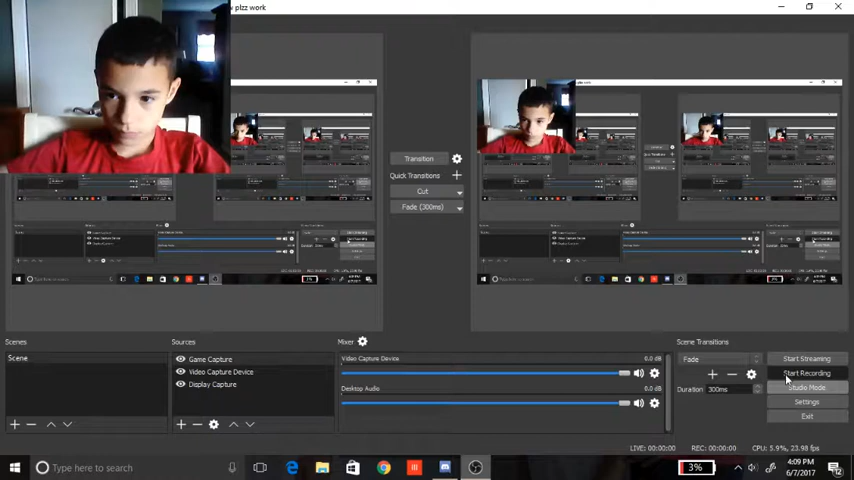 w plzz work
Transition
Quick Transitions
Cut
Fade (300ms)
Scenes
Sources
Mixer
Scene Transitions
Scene
Game Capture
Video Capture Device
Display Capture
Video Capture Device
0.0 dB
Desktop Audio
0.0 dB
Fade
Duration
300ms
Start Streaming
Start Recording
Studio Mode
Settings
Exit
LIVE: 00:00:00
REC: 00:00:00
CPU: 5.9%, 23.98 fps
Type here to search
3%
4:09 PM
6/7/2017
12